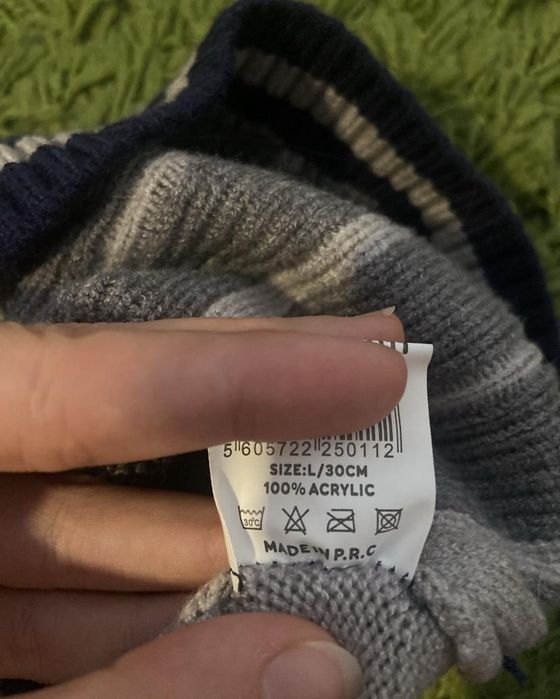 5 605722 250112
SIZE:L/30CM
100% ACRYLIC
30°C
MADE IN P.R.C